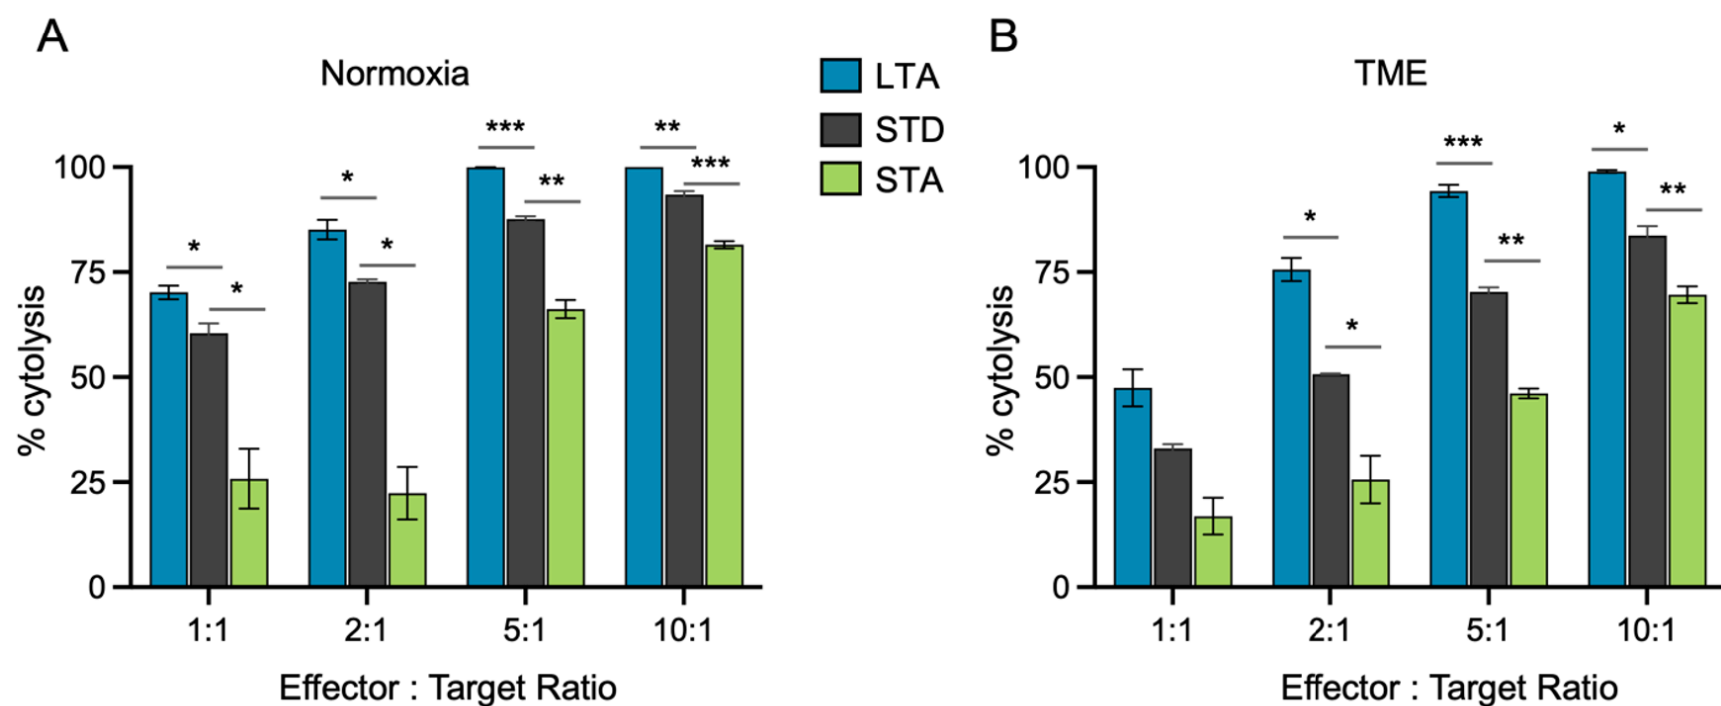 A
Normoxia
LTA
STD
STA
*
*
*
*
***
**
**
***
100
75
50
25
0
% cytolysis
1:1
2:1
5:1
10:1
Effector : Target Ratio
B
TME
*
*
***
**
*
**
100
75
50
25
0
% cytolysis
1:1
2:1
5:1
10:1
Effector : Target Ratio